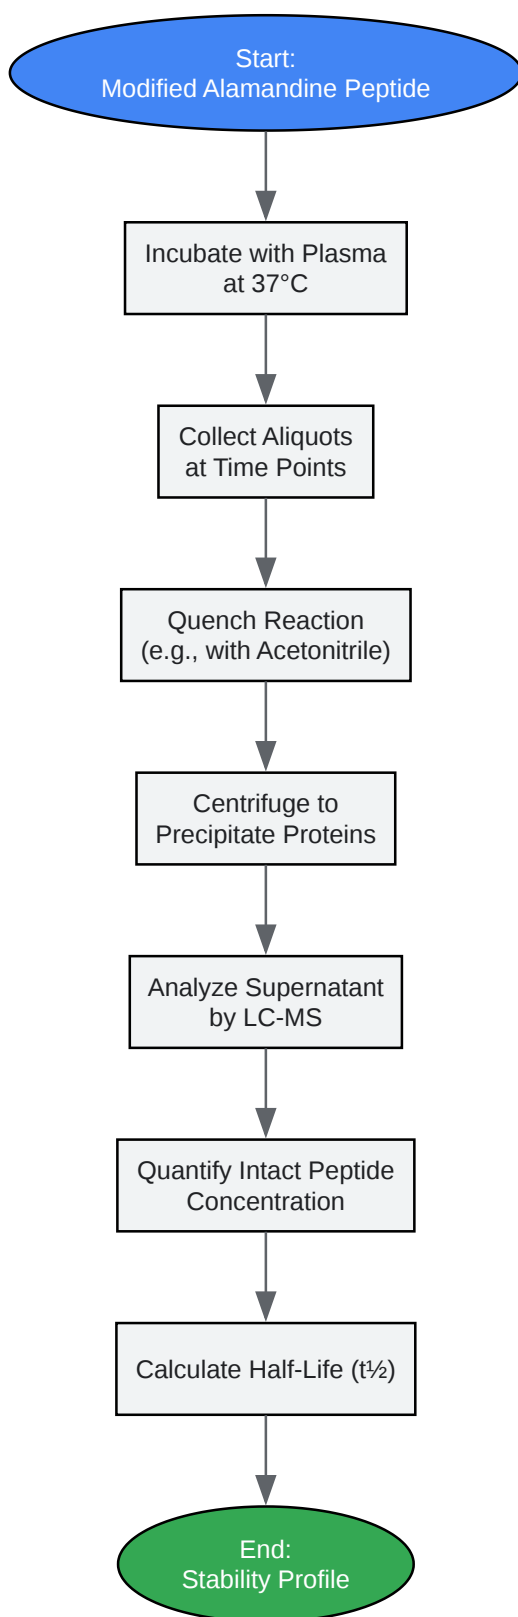 Start:
Modified Alamandine Peptide
Incubate with Plasma
at 37°C
Collect Aliquots
at Time Points
Quench Reaction
(e.g., with Acetonitrile)
Centrifuge to
Precipitate Proteins
Analyze Supernatant
by LC-MS
Quantify Intact Peptide
Concentration
Calculate Half-Life (t½)
End:
Stability Profile